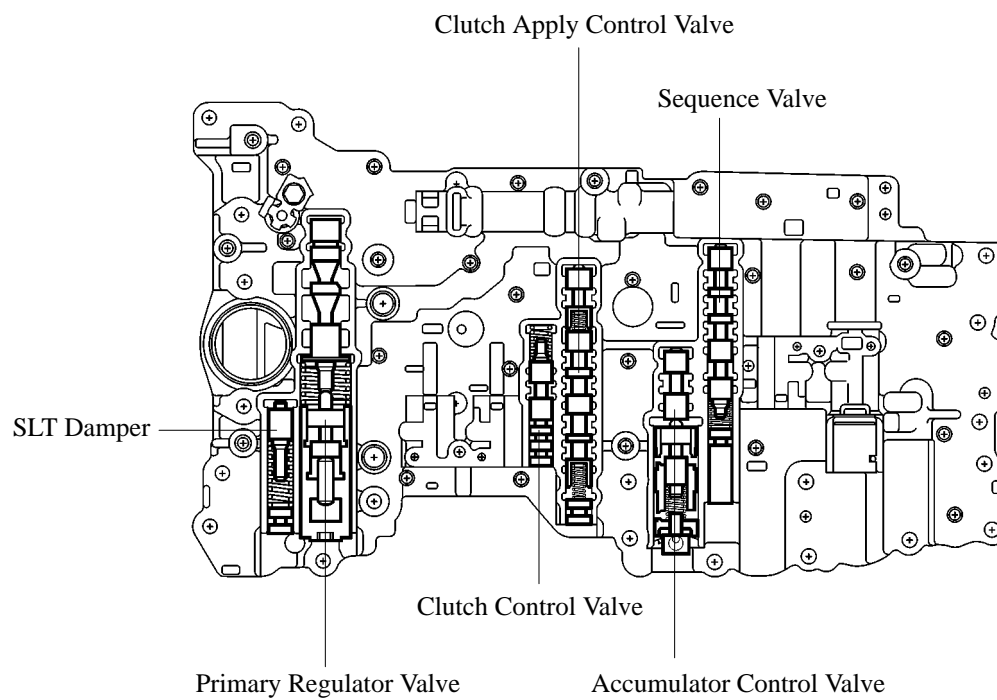 Clutch Apply Control Valve
Sequence Valve
SLT Damper
Clutch Control Valve
Primary Regulator Valve
Accumulator Control Valve